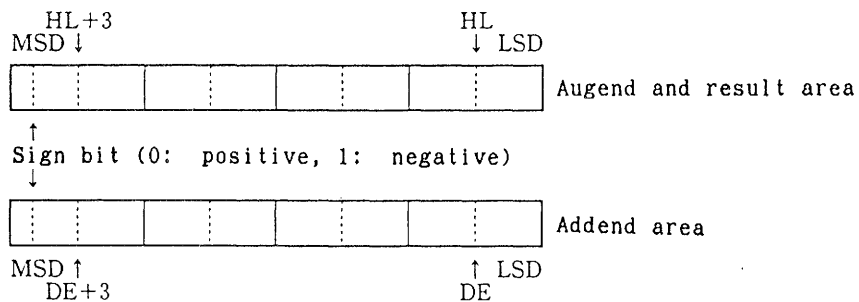 HL+3 HL
MSD ↓ ↓ LSD
Augend and result area
↑
Sign bit (0: positive, 1: negative)
↓
Addend area
MSD ↑ ↑ LSD
DE+3 DE